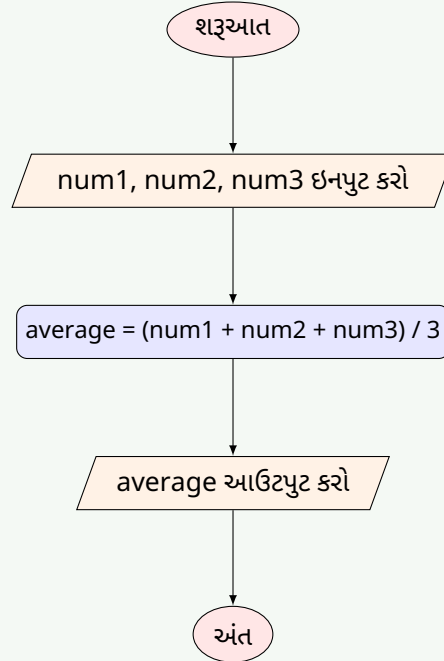 શરૂઆત
num1, num2, num3 ઇનપુટ કરો
average = (num1 + num2 + num3) / 3
average આઉટપુટ કરો
અંત